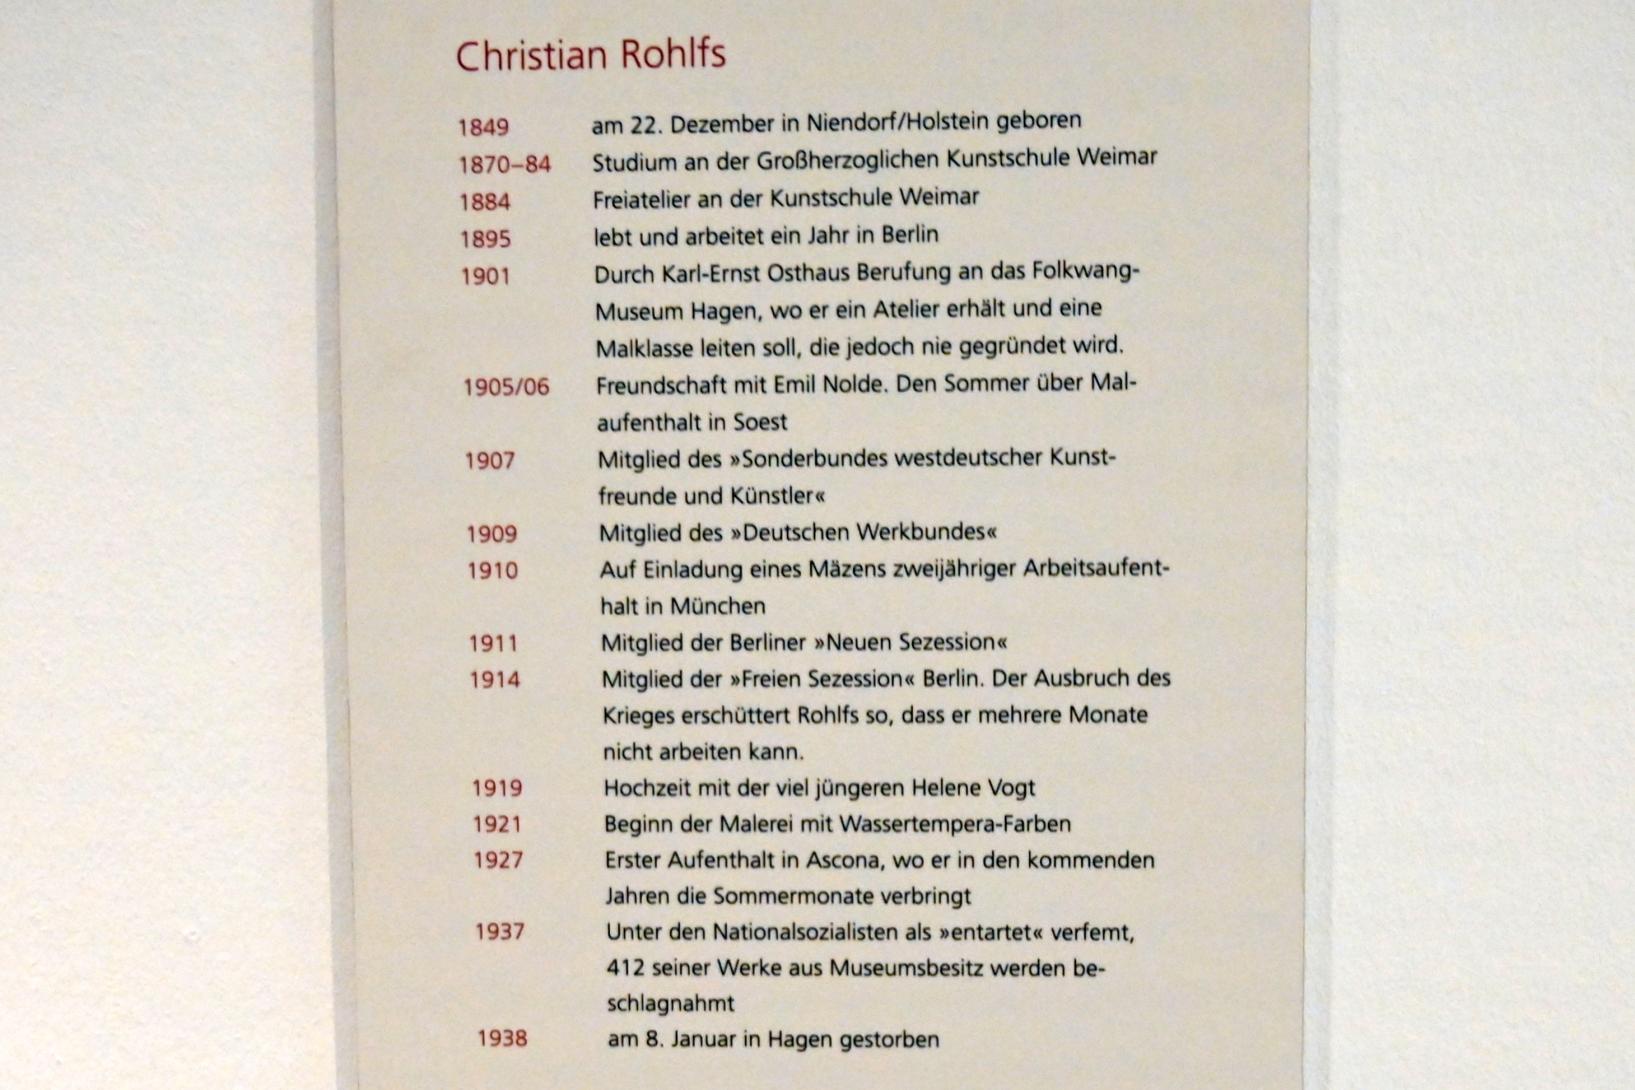 Christian Rohlfs
1849 am 22. Dezember in Niendorf/Holstein geboren
1870–84 Studium an der Großherzoglichen Kunstschule Weimar
1884 Freiatelier an der Kunstschule Weimar
1895 lebt und arbeitet ein Jahr in Berlin
1901 Durch Karl-Ernst Osthaus Berufung an das Folkwang-
Museum Hagen, wo er ein Atelier erhält und eine
Malklasse leiten soll, die jedoch nie gegründet wird.
1905/06 Freundschaft mit Emil Nolde. Den Sommer über Mal-
aufenthalt in Soest
1907 Mitglied des »Sonderbundes westdeutscher Kunst-
freunde und Künstler«
1909 Mitglied des »Deutschen Werkbundes«
1910 Auf Einladung eines Mäzens zweijähriger Arbeitsaufent-
halt in München
1911 Mitglied der Berliner »Neuen Sezession«
1914 Mitglied der »Freien Sezession« Berlin. Der Ausbruch des
Krieges erschüttert Rohlfs so, dass er mehrere Monate
nicht arbeiten kann.
1919 Hochzeit mit der viel jüngeren Helene Vogt
1921 Beginn der Malerei mit Wassertempera-Farben
1927 Erster Aufenthalt in Ascona, wo er in den kommenden
Jahren die Sommermonate verbringt
1937 Unter den Nationalsozialisten als »entartet« verfemt,
412 seiner Werke aus Museumsbesitz werden be-
schlagnahmt
1938 am 8. Januar in Hagen gestorben